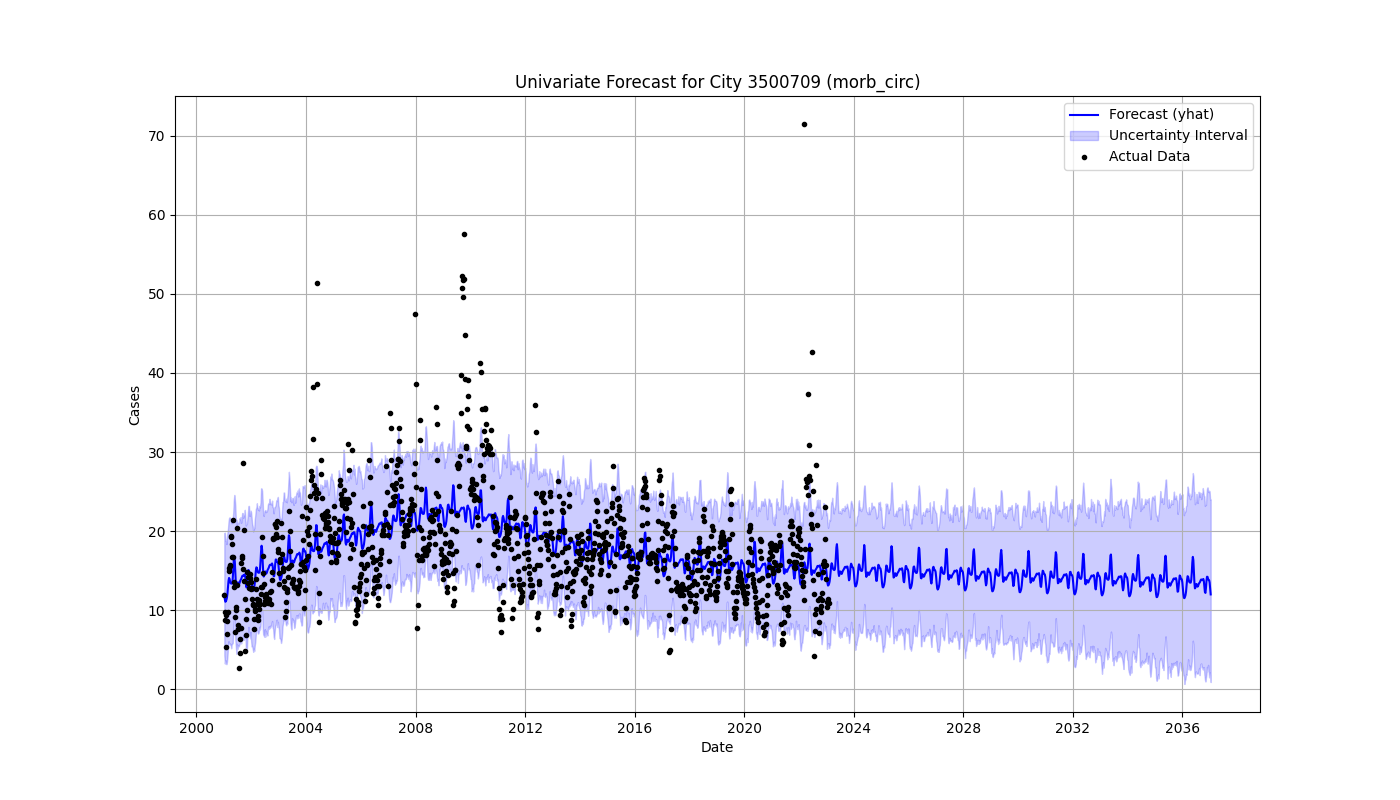 Univariate Forecast for City 3500709 (morb_circ)
Forecast (yhat)
Uncertainty Interval
Actual Data
Cases
70
60
50
40
30
20
10
0
2000 2004 2008 2012 2016 2020 2024 2028 2032 2036
Date